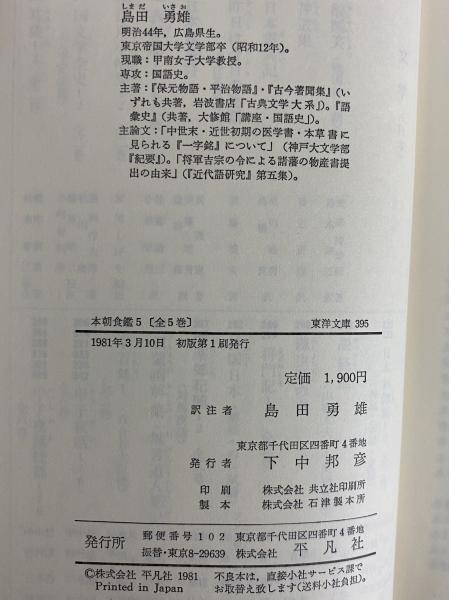 しまだ いさお
島田 勇雄
明治44年，広島県生。
東京帝国大学文学部卒（昭和12年）。
現職：甲南女子大学教授。
専攻：国語史。
主著：『保元物語・平治物語』・『古今著聞集』（い
ずれも共著，岩波書店「古典文学大系」）。『語
彙史』（共著，大修館「講座・国語史」）。
主論文：「中世末・近世初期の医学書・本草書に
見られる『一字銘』について」（神戸大文学部
『紀要』）。「将軍吉宗の令による諸藩の物産書提
出の由来」（『近代語研究』第五集）。
本朝食鑑5〔全5巻〕 東洋文庫 395
1981年3月10日 初版第1刷発行
定価 1,900円
訳注者 島田勇雄
東京都千代田区四番町4番地
発行者 下中邦彦
印刷 株式会社 共立社印刷所
製本 株式会社 石津製本所
発行所 郵便番号102 東京都千代田区四番町4番地
振替・東京8-29639 株式会社 平凡社
©株式会社 平凡社 1981 不良本は，直接小社サービス課で
Printed in Japan お取替え致します（送料小社負担）。